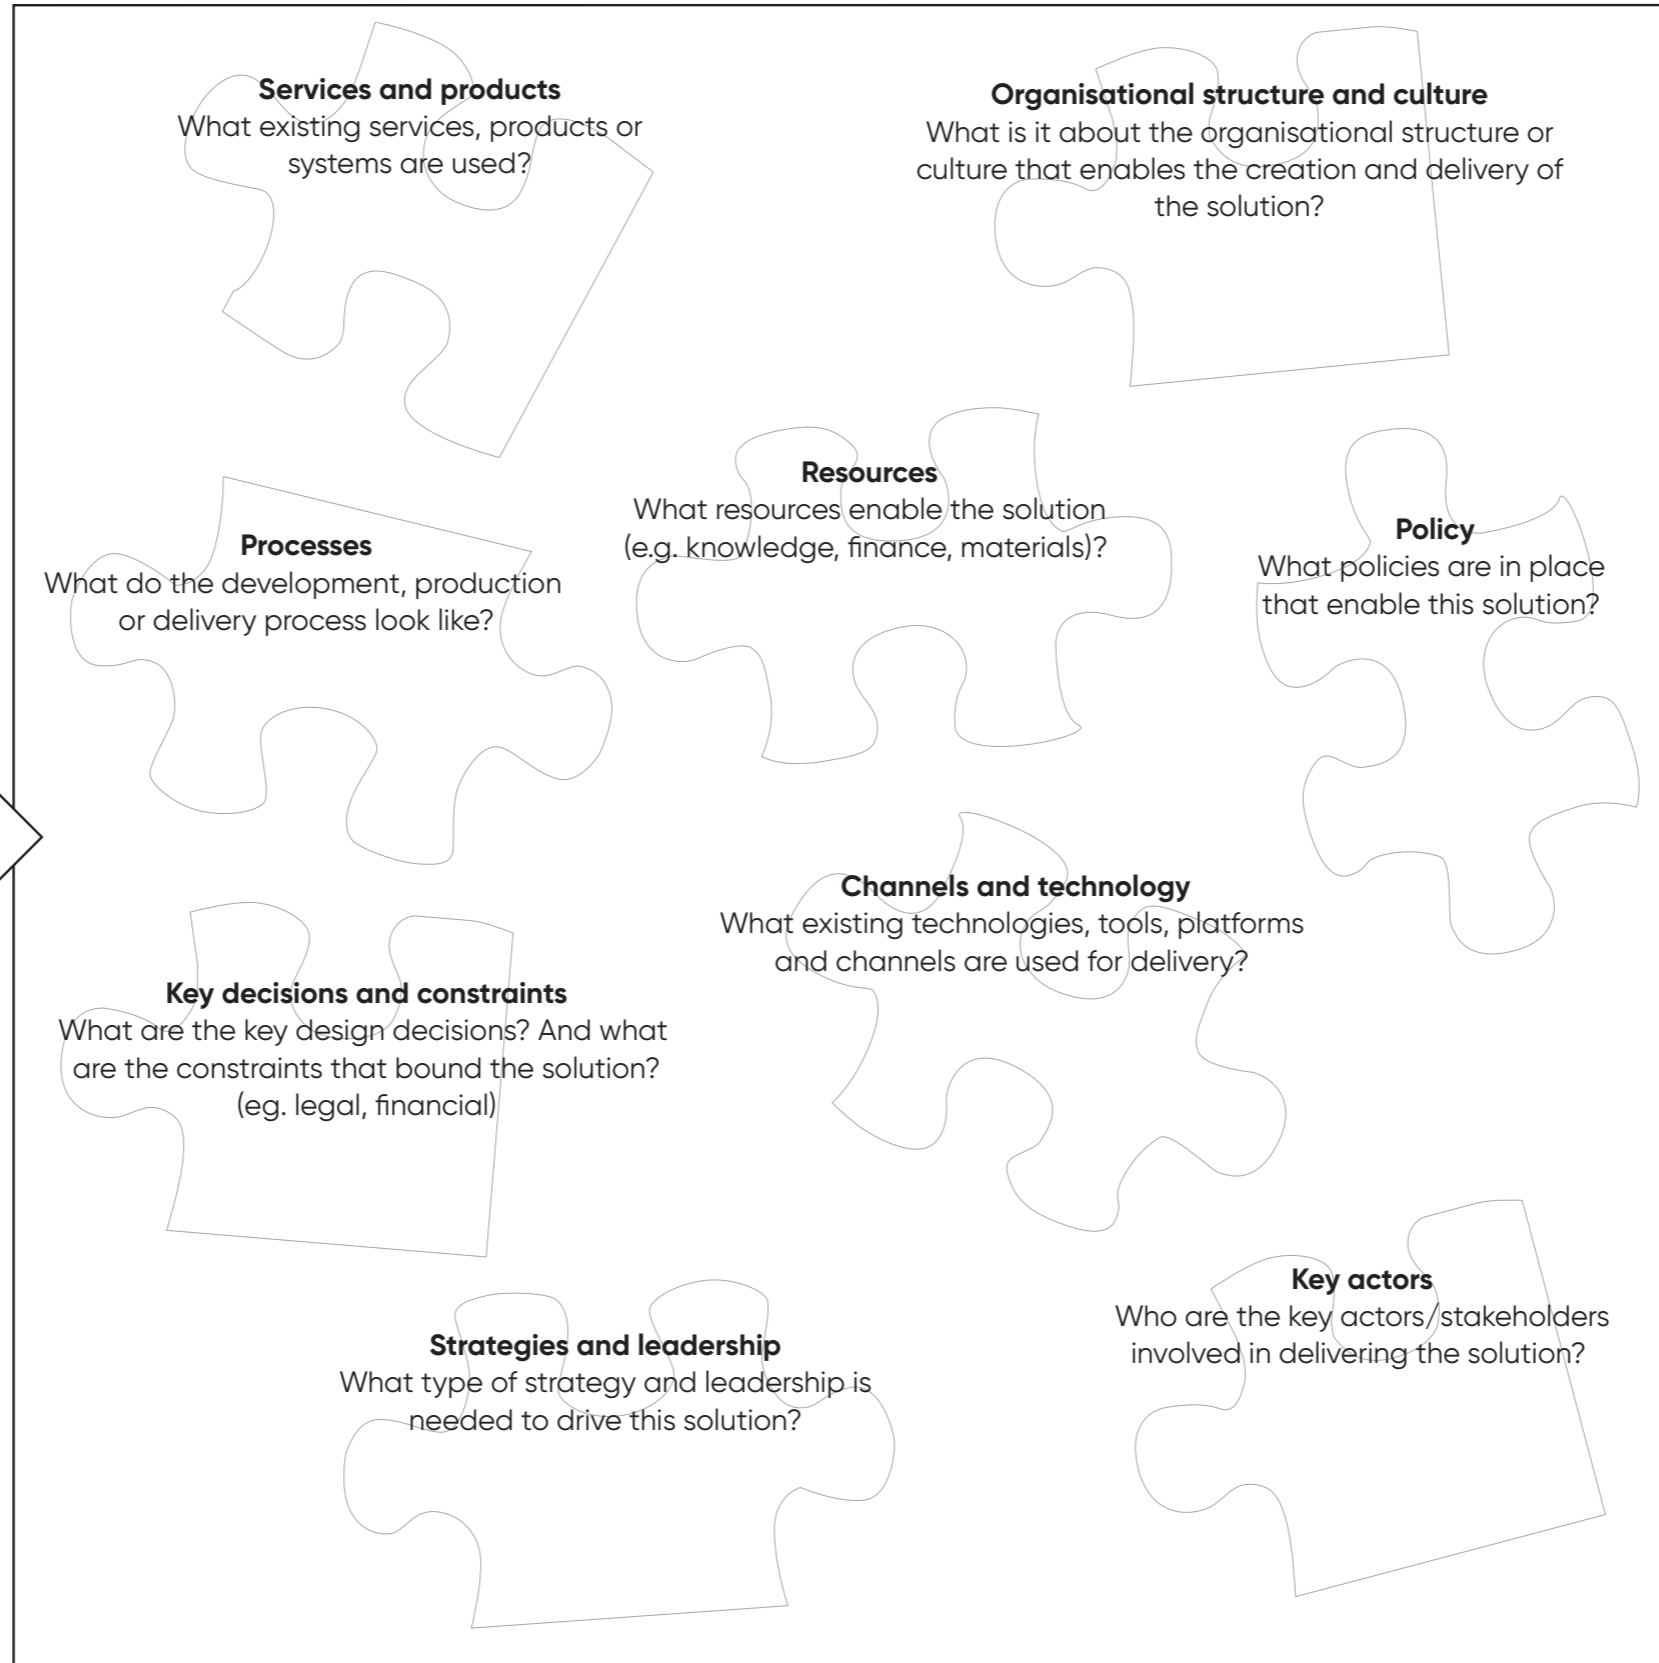 Services and products
What existing services, products or
systems are used?
Organisational structure and culture
What is it about the organisational structure or
culture that enables the creation and delivery of
the solution?
Processes
What do the development, production
or delivery process look like?
Resources
What resources enable the solution
(e.g. knowledge, finance, materials)?
Policy
What policies are in place
that enable this solution?
Key decisions and constraints
What are the key design decisions? And what
are the constraints that bound the solution?
(eg. legal, financial)
Channels and technology
What existing technologies, tools, platforms
and channels are used for delivery?
Strategies and leadership
What type of strategy and leadership is
needed to drive this solution?
Key actors
Who are the key actors/stakeholders
involved in delivering the solution?